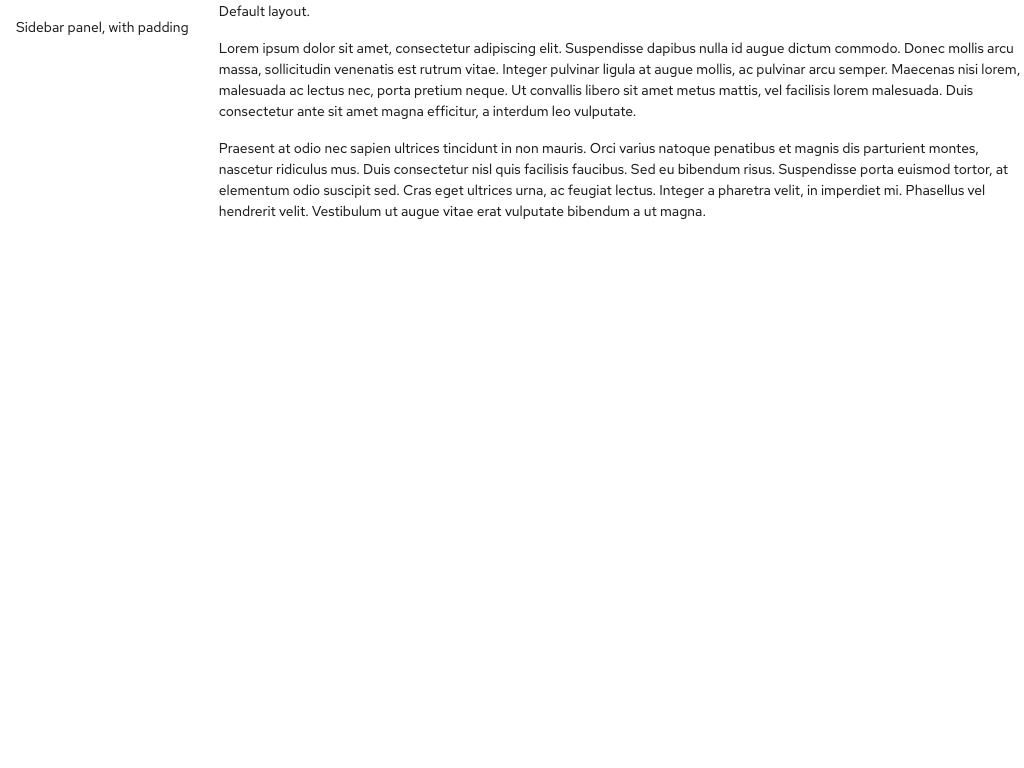 Sidebar panel, with padding
Default layout.
Lorem ipsum dolor sit amet, consectetur adipiscing elit. Suspendisse dapibus nulla id augue dictum commodo. Donec mollis arcu
massa, sollicitudin venenatis est rutrum vitae. Integer pulvinar ligula at augue mollis, ac pulvinar arcu semper. Maecenas nisi lorem,
malesuada ac lectus nec, porta pretium neque. Ut convallis libero sit amet metus mattis, vel facilisis lorem malesuada. Duis
consectetur ante sit amet magna efficitur, a interdum leo vulputate.
Praesent at odio nec sapien ultrices tincidunt in non mauris. Orci varius natoque penatibus et magnis dis parturient montes,
nascetur ridiculus mus. Duis consectetur nisl quis facilisis faucibus. Sed eu bibendum risus. Suspendisse porta euismod tortor, at
elementum odio suscipit sed. Cras eget ultrices urna, ac feugiat lectus. Integer a pharetra velit, in imperdiet mi. Phasellus vel
hendrerit velit. Vestibulum ut augue vitae erat vulputate bibendum a ut magna.